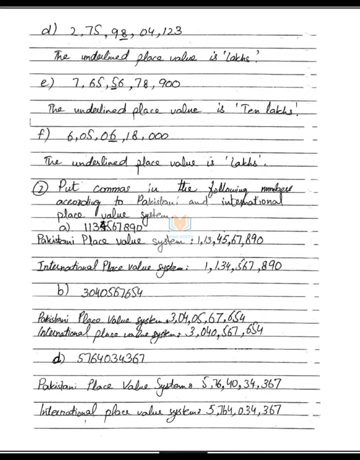 d) 2,75,98,04,123
The underlined place value is 'lakhs'.
e) 7,65,56,78,900
The underlined place value is 'Ten lakhs'.
f) 6,05,06,18,000
The underlined place value is 'lakhs'.
② Put commas in the following numbers
according to Pakistani and international
place value system.
a) 1134567890
Pakistani Place value system: 1,13,45,67,890
International Place value system: 1,134,567,890
b) 3040567654
Pakistani Place Value system: 3,04,05,67,654
International place value system: 3,040,567,654
d) 5764034367
Pakistani Place Value System: 5,76,40,34,367
International place value system: 5,764,034,367